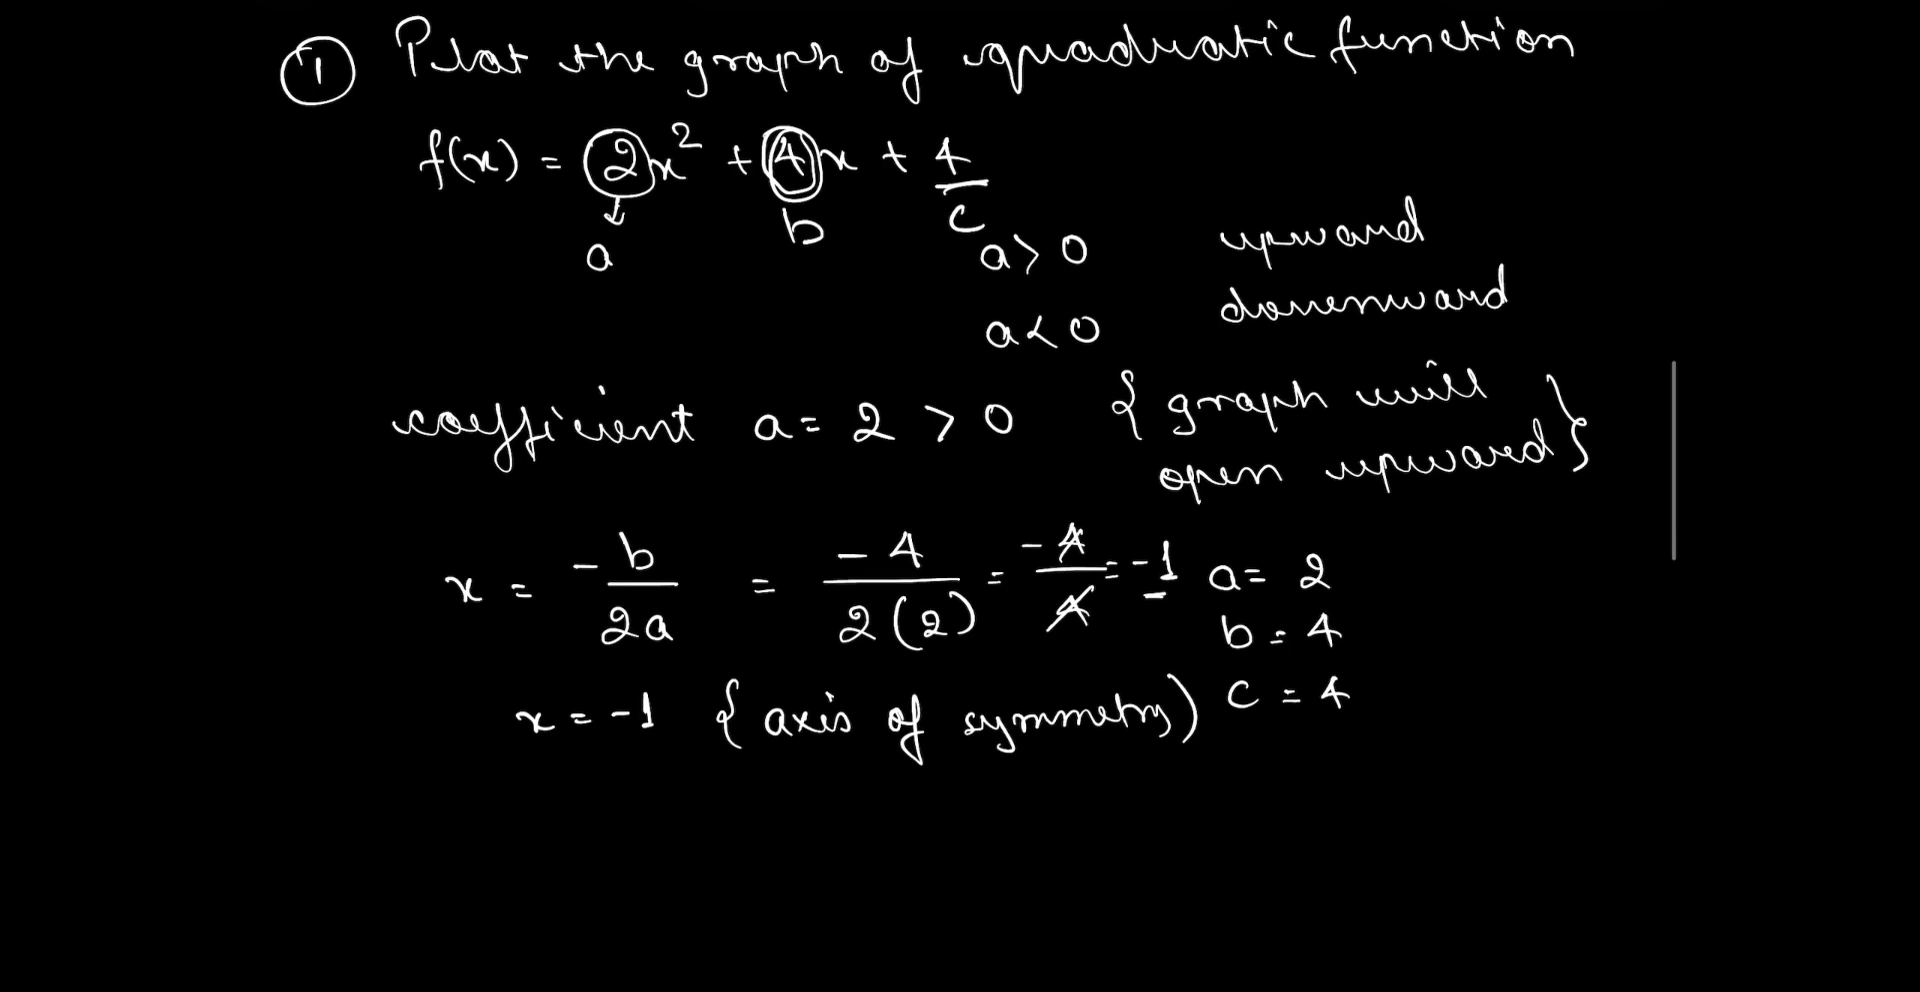 ① Plot the graph of quadratic function
f(x) = 2x² + 4x + 4
a b c
a > 0 upward
a < 0 downward
coefficient a = 2 > 0 { graph will
open upward }
x = -b/2a = -4/2(2) = -4/4 = -1 a = 2
b = 4
x = -1 { axis of symmetry) c = 4